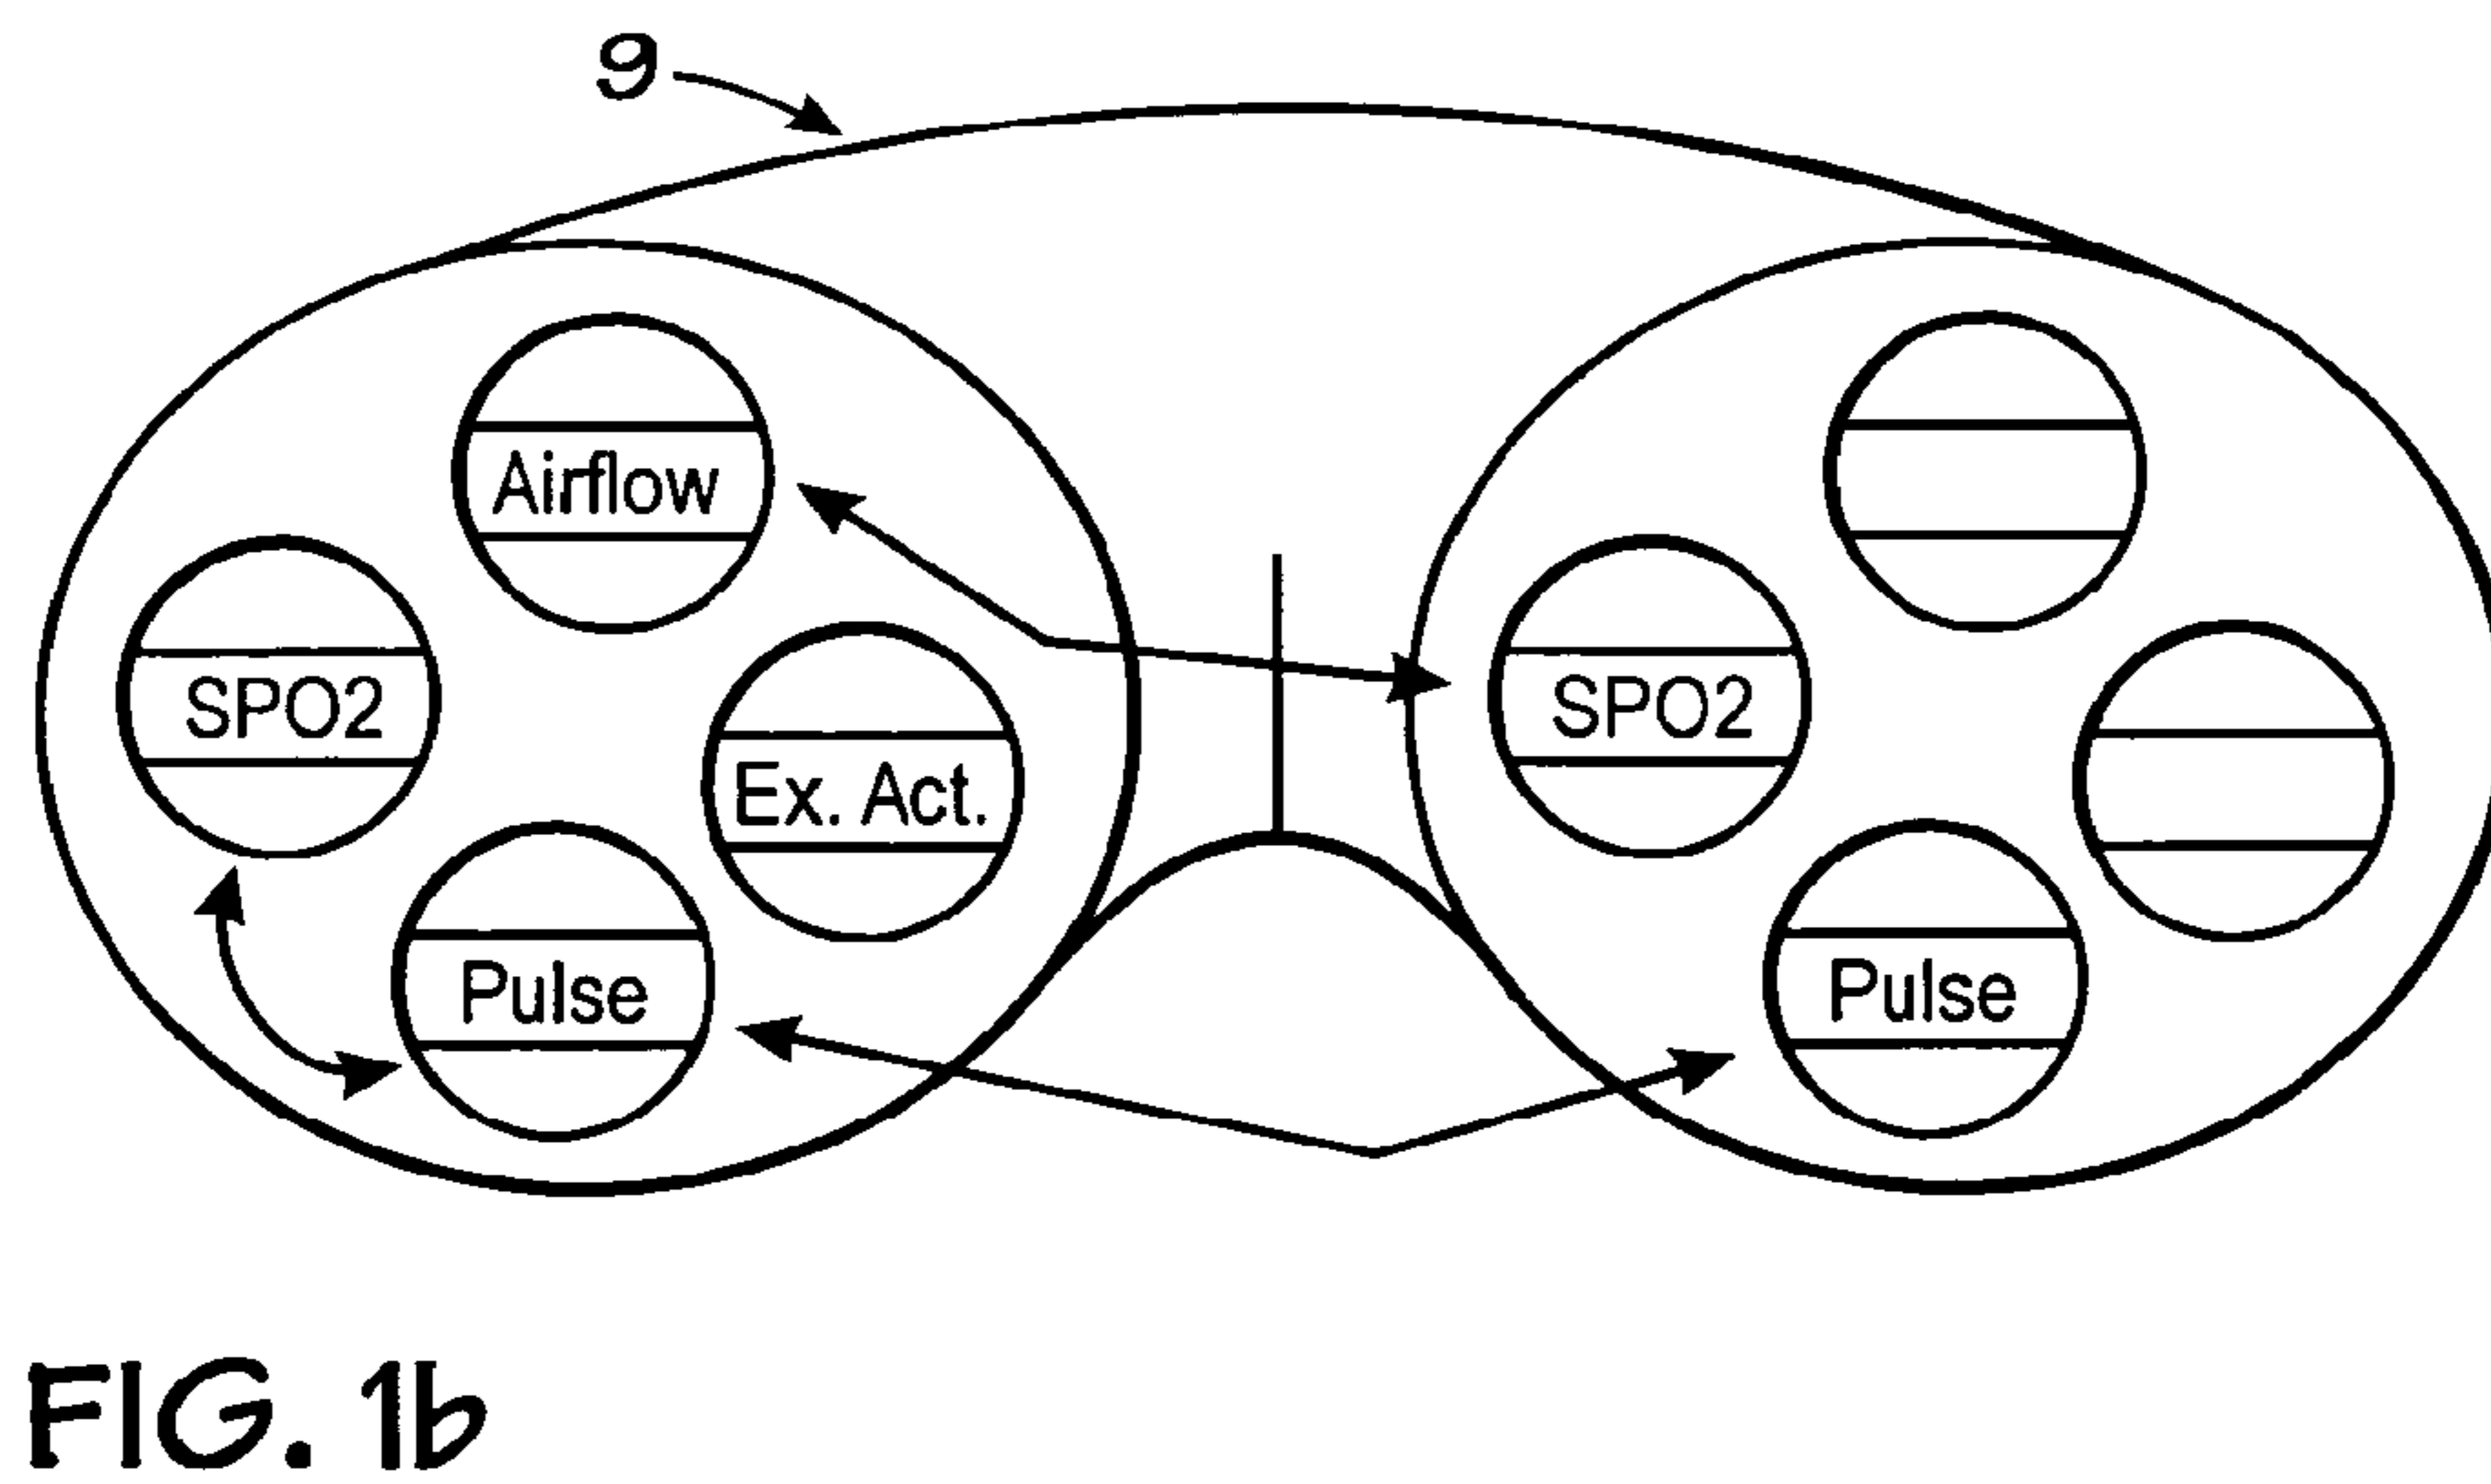 9
Airflow
SPO2
Ex. Act.
Pulse
SPO2
Pulse
FIG. 1b